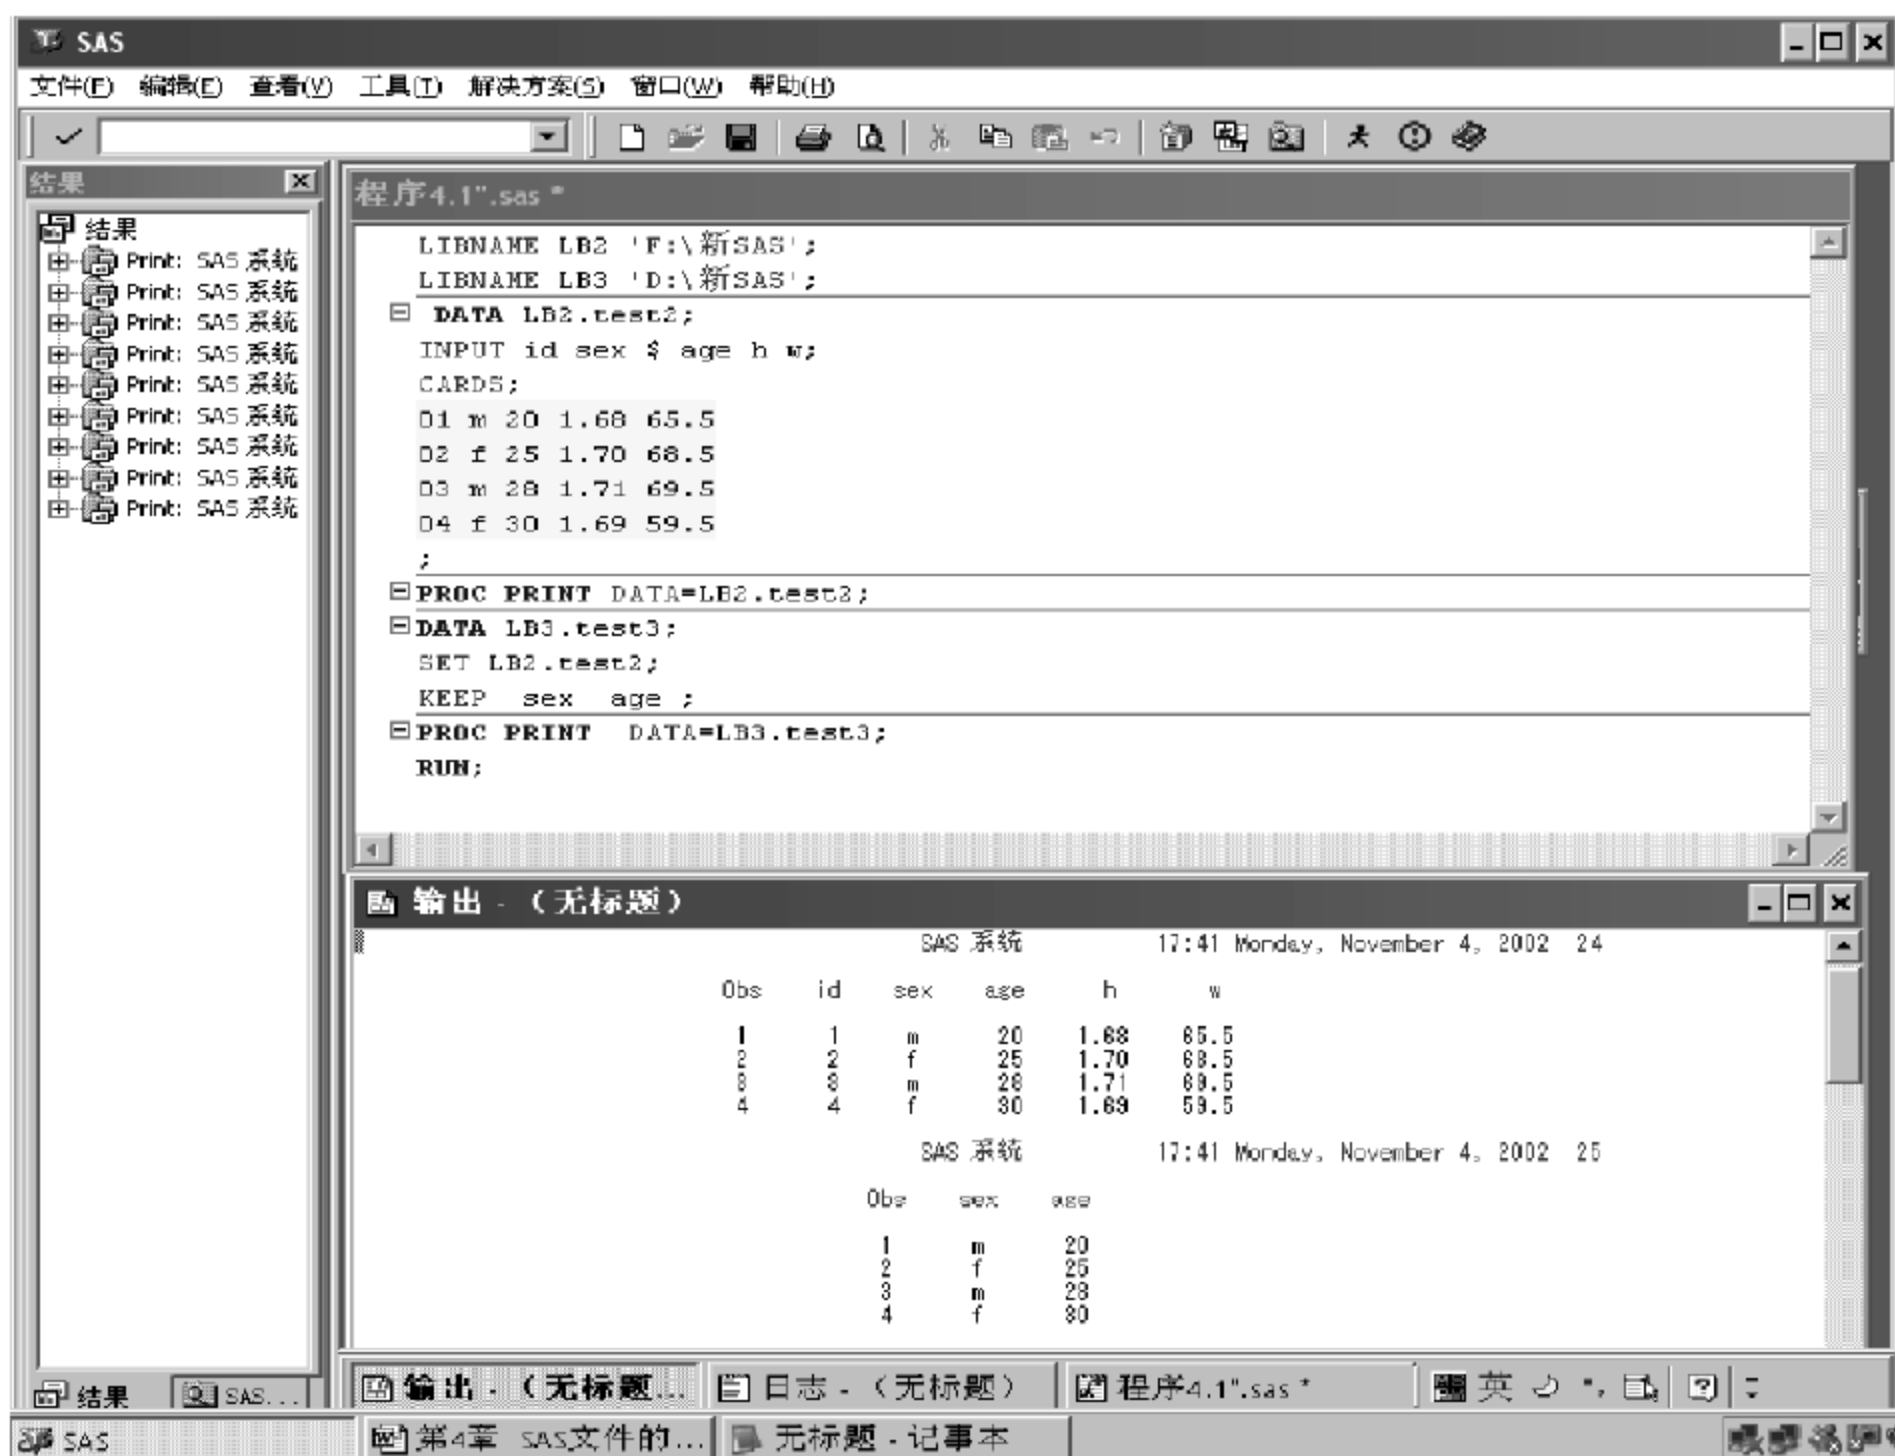 SAS
文件(F) 编辑(E) 查看(V) 工具(T) 解决方案(S) 窗口(W) 帮助(H)
结果
结果
Print: SAS 系统
Print: SAS 系统
Print: SAS 系统
Print: SAS 系统
Print: SAS 系统
Print: SAS 系统
Print: SAS 系统
Print: SAS 系统
Print: SAS 系统
程序4.1".sas *
LIBNAME LB2 'F:\新SAS';
LIBNAME LB3 'D:\新SAS';
DATA LB2.test2;
INPUT id sex $ age h w;
CARDS;
01 m 20 1.68 65.5
02 f 25 1.70 68.5
03 m 28 1.71 69.5
04 f 30 1.69 59.5
;
PROC PRINT DATA=LB2.test2;
DATA LB3.test3;
SET LB2.test2;
KEEP sex age ;
PROC PRINT DATA=LB3.test3;
RUN;
输出 - (无标题)
SAS 系统 17:41 Monday, November 4, 2002 24
Obs id sex age h w
1 1 m 20 1.68 65.5
2 2 f 25 1.70 68.5
3 3 m 28 1.71 69.5
4 4 f 30 1.69 59.5
SAS 系统 17:41 Monday, November 4, 2002 25
Obs sex age
1 m 20
2 f 25
3 m 28
4 f 30
结果 SAS...
输出 - (无标题... 日志 - (无标题) 程序4.1".sas * 英
SAS 第4章 SAS文件的... 无标题 - 记事本